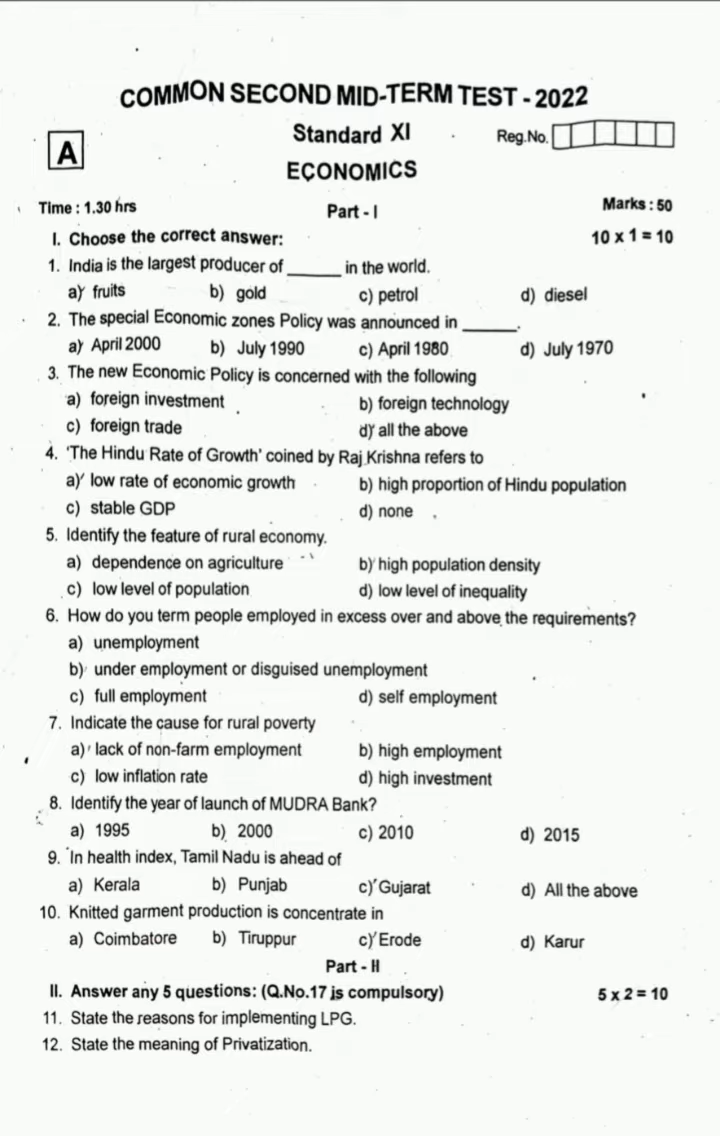 COMMON SECOND MID-TERM TEST - 2022
Standard XI
Reg.No.
A
ECONOMICS
Time : 1.30 hrs
Marks : 50
Part - I
I. Choose the correct answer:
10 x 1 = 10
1. India is the largest producer of ______ in the world.
a) fruits b) gold c) petrol d) diesel
2. The special Economic zones Policy was announced in ______.
a) April 2000 b) July 1990 c) April 1980 d) July 1970
3. The new Economic Policy is concerned with the following
a) foreign investment b) foreign technology
c) foreign trade d) all the above
4. 'The Hindu Rate of Growth' coined by Raj Krishna refers to
a) low rate of economic growth b) high proportion of Hindu population
c) stable GDP d) none
5. Identify the feature of rural economy.
a) dependence on agriculture b) high population density
c) low level of population d) low level of inequality
6. How do you term people employed in excess over and above the requirements?
a) unemployment
b) under employment or disguised unemployment
c) full employment d) self employment
7. Indicate the cause for rural poverty
a) lack of non-farm employment b) high employment
c) low inflation rate d) high investment
8. Identify the year of launch of MUDRA Bank?
a) 1995 b) 2000 c) 2010 d) 2015
9. In health index, Tamil Nadu is ahead of
a) Kerala b) Punjab c) Gujarat d) All the above
10. Knitted garment production is concentrate in
a) Coimbatore b) Tiruppur c) Erode d) Karur
Part - II
II. Answer any 5 questions: (Q.No.17 is compulsory)
5 x 2 = 10
11. State the reasons for implementing LPG.
12. State the meaning of Privatization.